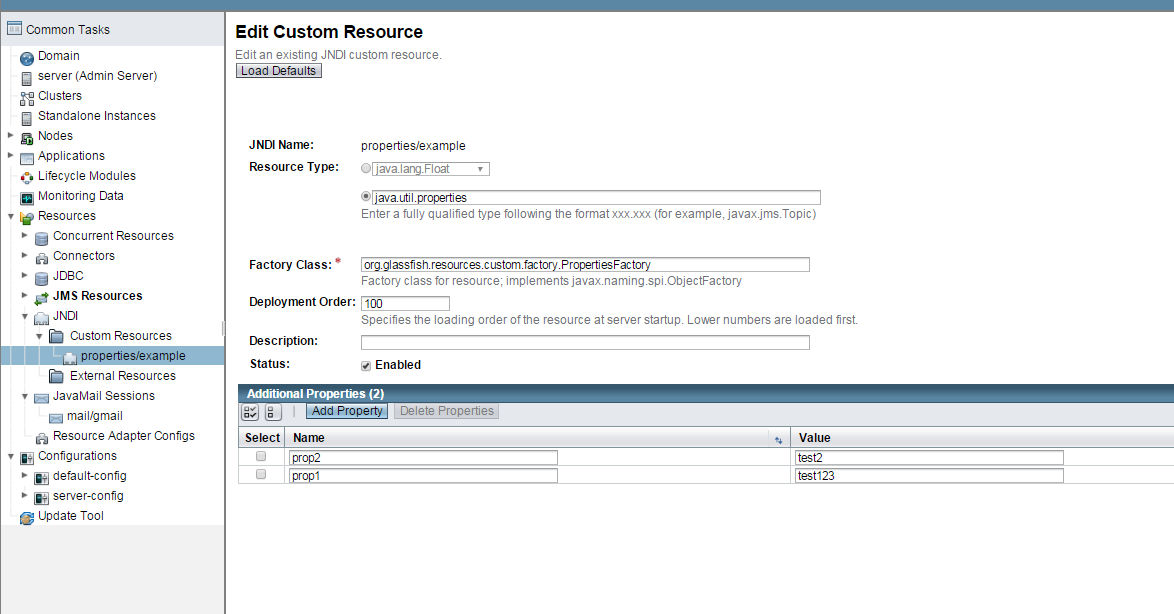 Common Tasks
Domain
server (Admin Server)
Clusters
Standalone Instances
Nodes
Applications
Lifecycle Modules
Monitoring Data
Resources
Concurrent Resources
Connectors
JDBC
JMS Resources
JNDI
Custom Resources
properties/example
External Resources
JavaMail Sessions
mail/gmail
Resource Adapter Configs
Configurations
default-config
server-config
Update Tool
Edit Custom Resource
Edit an existing JNDI custom resource.
Load Defaults
JNDI Name: properties/example
Resource Type: java.lang.Float
java.util.properties
Enter a fully qualified type following the format xxx.xxx (for example, javax.jms.Topic)
Factory Class: * org.glassfish.resources.custom.factory.PropertiesFactory
Factory class for resource; implements javax.naming.spi.ObjectFactory
Deployment Order: 100
Specifies the loading order of the resource at server startup. Lower numbers are loaded first.
Description:
Status: Enabled
Additional Properties (2)
Add Property Delete Properties
Select Name Value
prop2 test2
prop1 test123